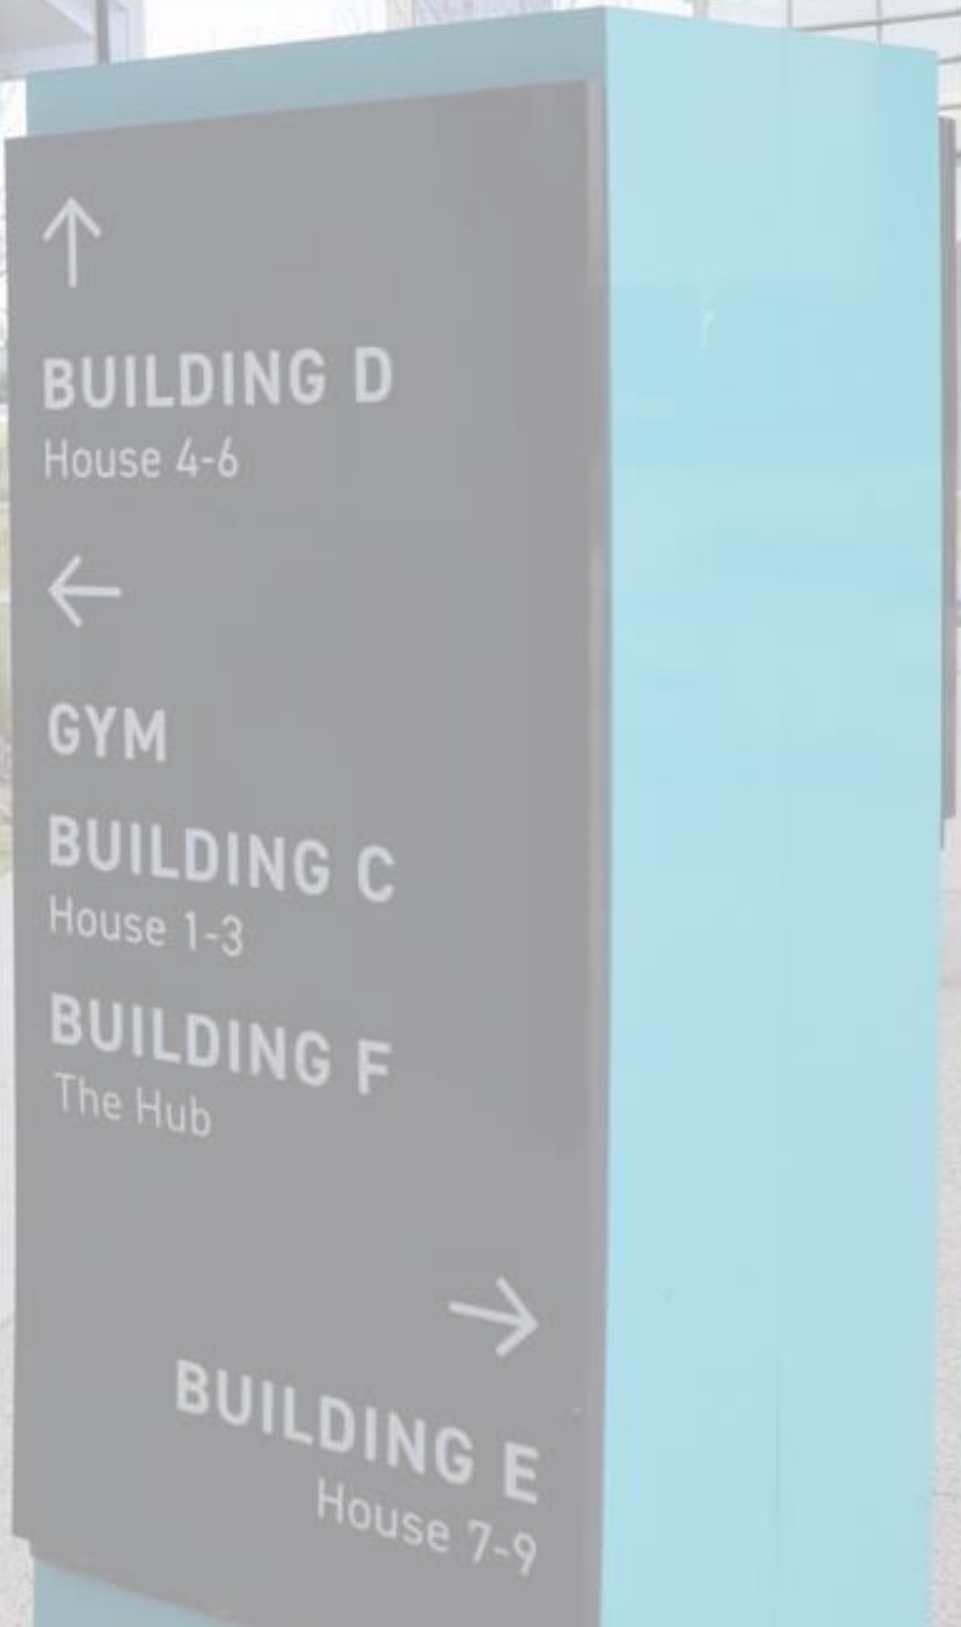 BUILDING D
House 4-6
GYM
BUILDING C
House 1-3
BUILDING F
The Hub
BUILDING E
House 7-9